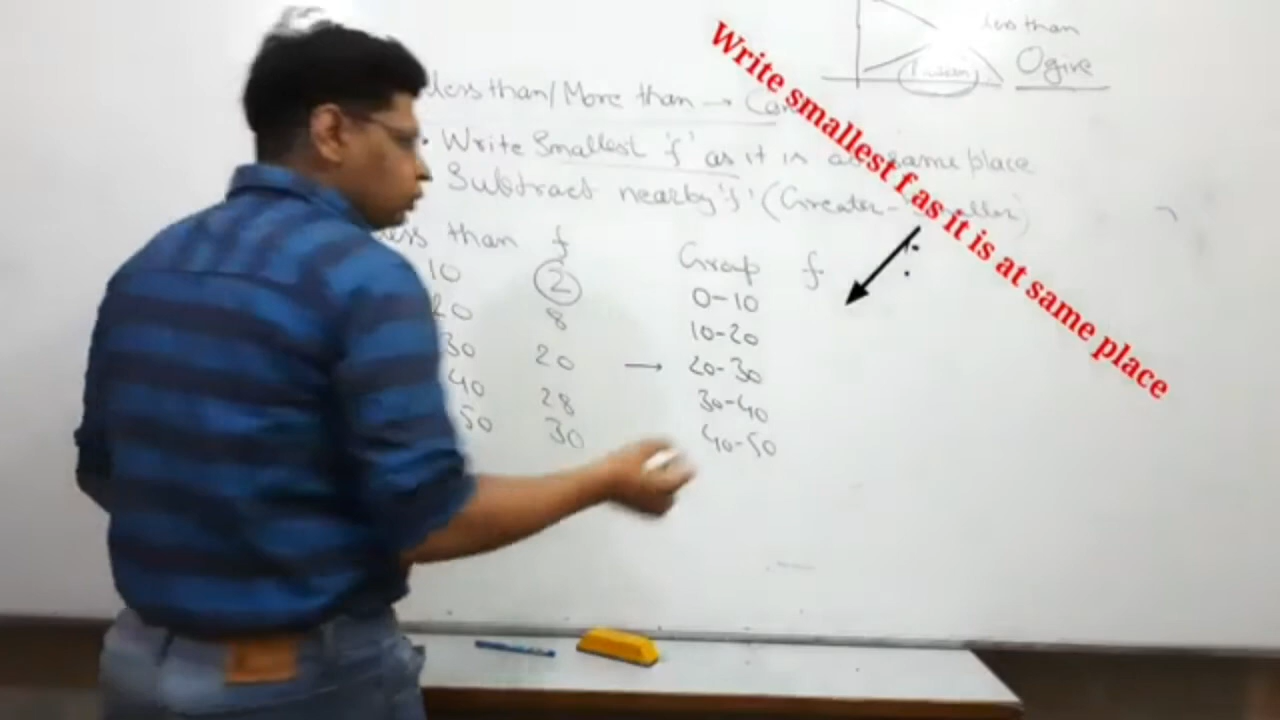 less than
Ogive
less than/More than →
• Write Smallest 'f' as it is at same place
Subtract nearby 'f' (Greater-
less than f
10 2
20 8
30 20
40 28
50 30
→
Group f
0-10
10-20
20-30
30-40
40-50
Write smallest f as it is at same place